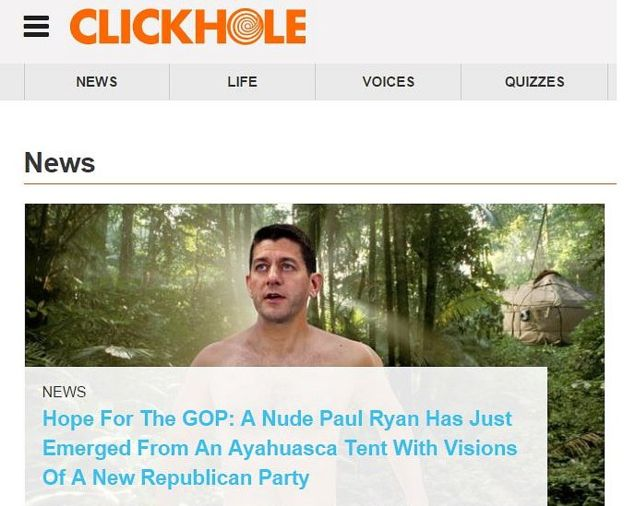 CLICKHOLE
NEWS LIFE VOICES QUIZZES
News
NEWS
Hope For The GOP: A Nude Paul Ryan Has Just
Emerged From An Ayahuasca Tent With Visions
Of A New Republican Party